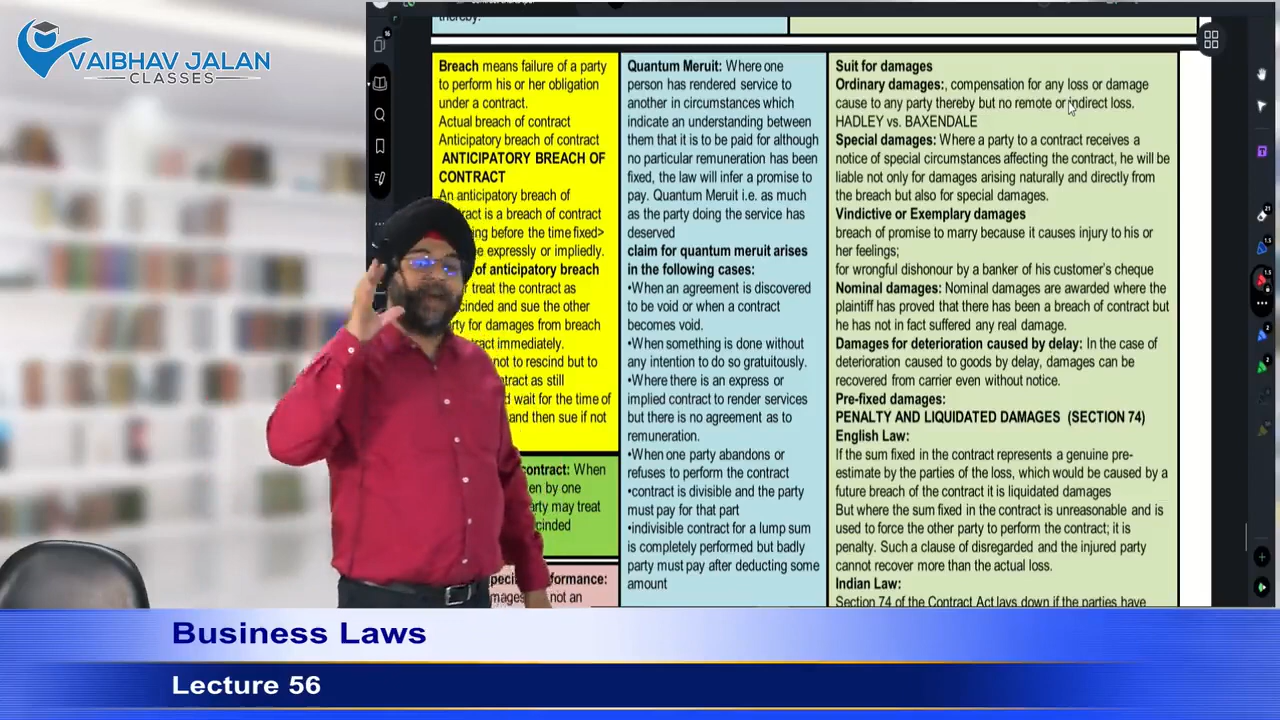 VAIBHAV JALAN
CLASSES
thereby.
Breach means failure of a party
to perform his or her obligation
under a contract.
Actual breach of contract
Anticipatory breach of contract
ANTICIPATORY BREACH OF
CONTRACT
An anticipatory breach of
ract is a breach of contract
ing before the time fixed>
e expressly or impliedly.
of anticipatory breach
r treat the contract as
cinded and sue the other
rty for damages from breach
tract immediately.
not to rescind but to
ntract as still
d wait for the time of
and then sue if not
contract: When
en by one
arty may treat
cinded
pecif formance:
mages not an
Quantum Meruit: Where one
person has rendered service to
another in circumstances which
indicate an understanding between
them that it is to be paid for although
no particular remuneration has been
fixed, the law will infer a promise to
pay. Quantum Meruit i.e. as much
as the party doing the service has
deserved
claim for quantum meruit arises
in the following cases:
•When an agreement is discovered
to be void or when a contract
becomes void.
•When something is done without
any intention to do so gratuitously.
•Where there is an express or
implied contract to render services
but there is no agreement as to
remuneration.
•When one party abandons or
refuses to perform the contract
•contract is divisible and the party
must pay for that part
•indivisible contract for a lump sum
is completely performed but badly
party must pay after deducting some
amount
Suit for damages
Ordinary damages:, compensation for any loss or damage
cause to any party thereby but no remote or indirect loss.
HADLEY vs. BAXENDALE
Special damages: Where a party to a contract receives a
notice of special circumstances affecting the contract, he will be
liable not only for damages arising naturally and directly from
the breach but also for special damages.
Vindictive or Exemplary damages
breach of promise to marry because it causes injury to his or
her feelings;
for wrongful dishonour by a banker of his customer's cheque
Nominal damages: Nominal damages are awarded where the
plaintiff has proved that there has been a breach of contract but
he has not in fact suffered any real damage.
Damages for deterioration caused by delay: In the case of
deterioration caused to goods by delay, damages can be
recovered from carrier even without notice.
Pre-fixed damages:
PENALTY AND LIQUIDATED DAMAGES (SECTION 74)
English Law:
If the sum fixed in the contract represents a genuine pre-
estimate by the parties of the loss, which would be caused by a
future breach of the contract it is liquidated damages
But where the sum fixed in the contract is unreasonable and is
used to force the other party to perform the contract; it is
penalty. Such a clause of disregarded and the injured party
cannot recover more than the actual loss.
Indian Law:
Section 74 of the Contract Act lays down if the parties have
Business Laws
Lecture 56